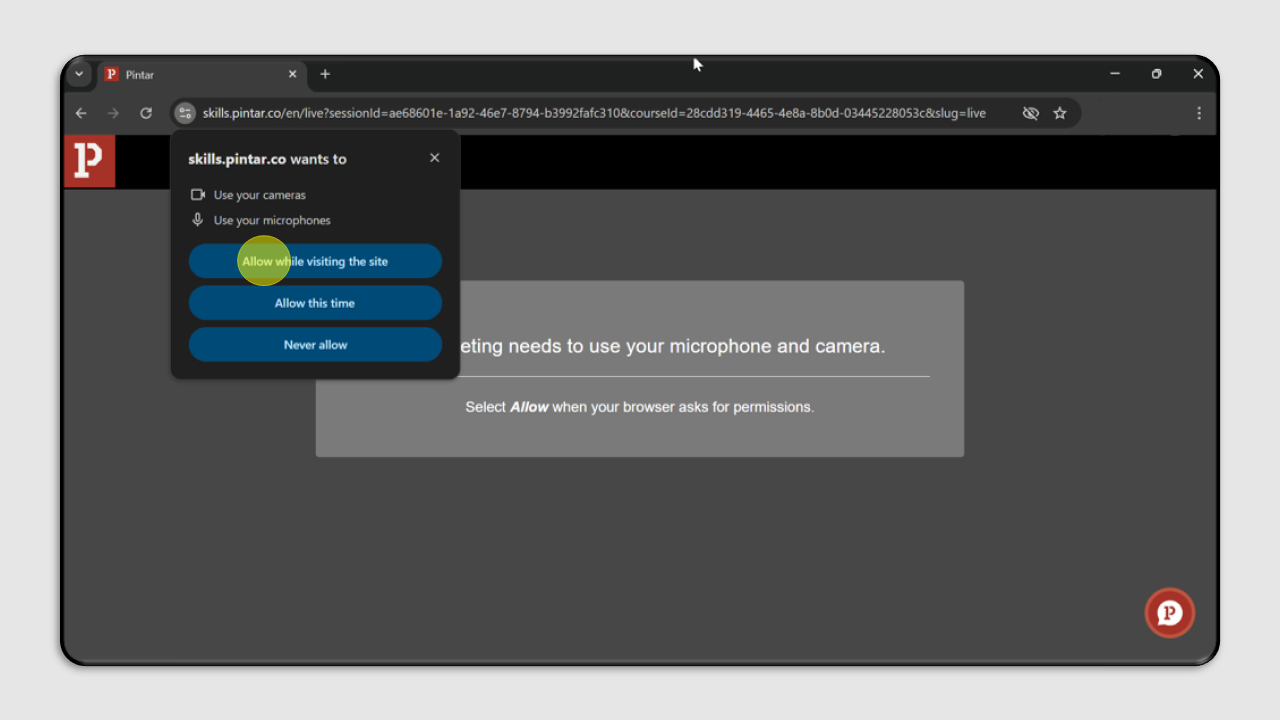 Pintar
skills.pintar.co/en/live?sessionId=ae68601e-1a92-46e7-8794-b3992fafc310&courseId=28cdd319-4465-4e8a-8b0d-03445228053c&slug=live
P
skills.pintar.co wants to
Use your cameras
Use your microphones
Allow while visiting the site
Allow this time
Never allow
eting needs to use your microphone and camera.
Select Allow when your browser asks for permissions.
P